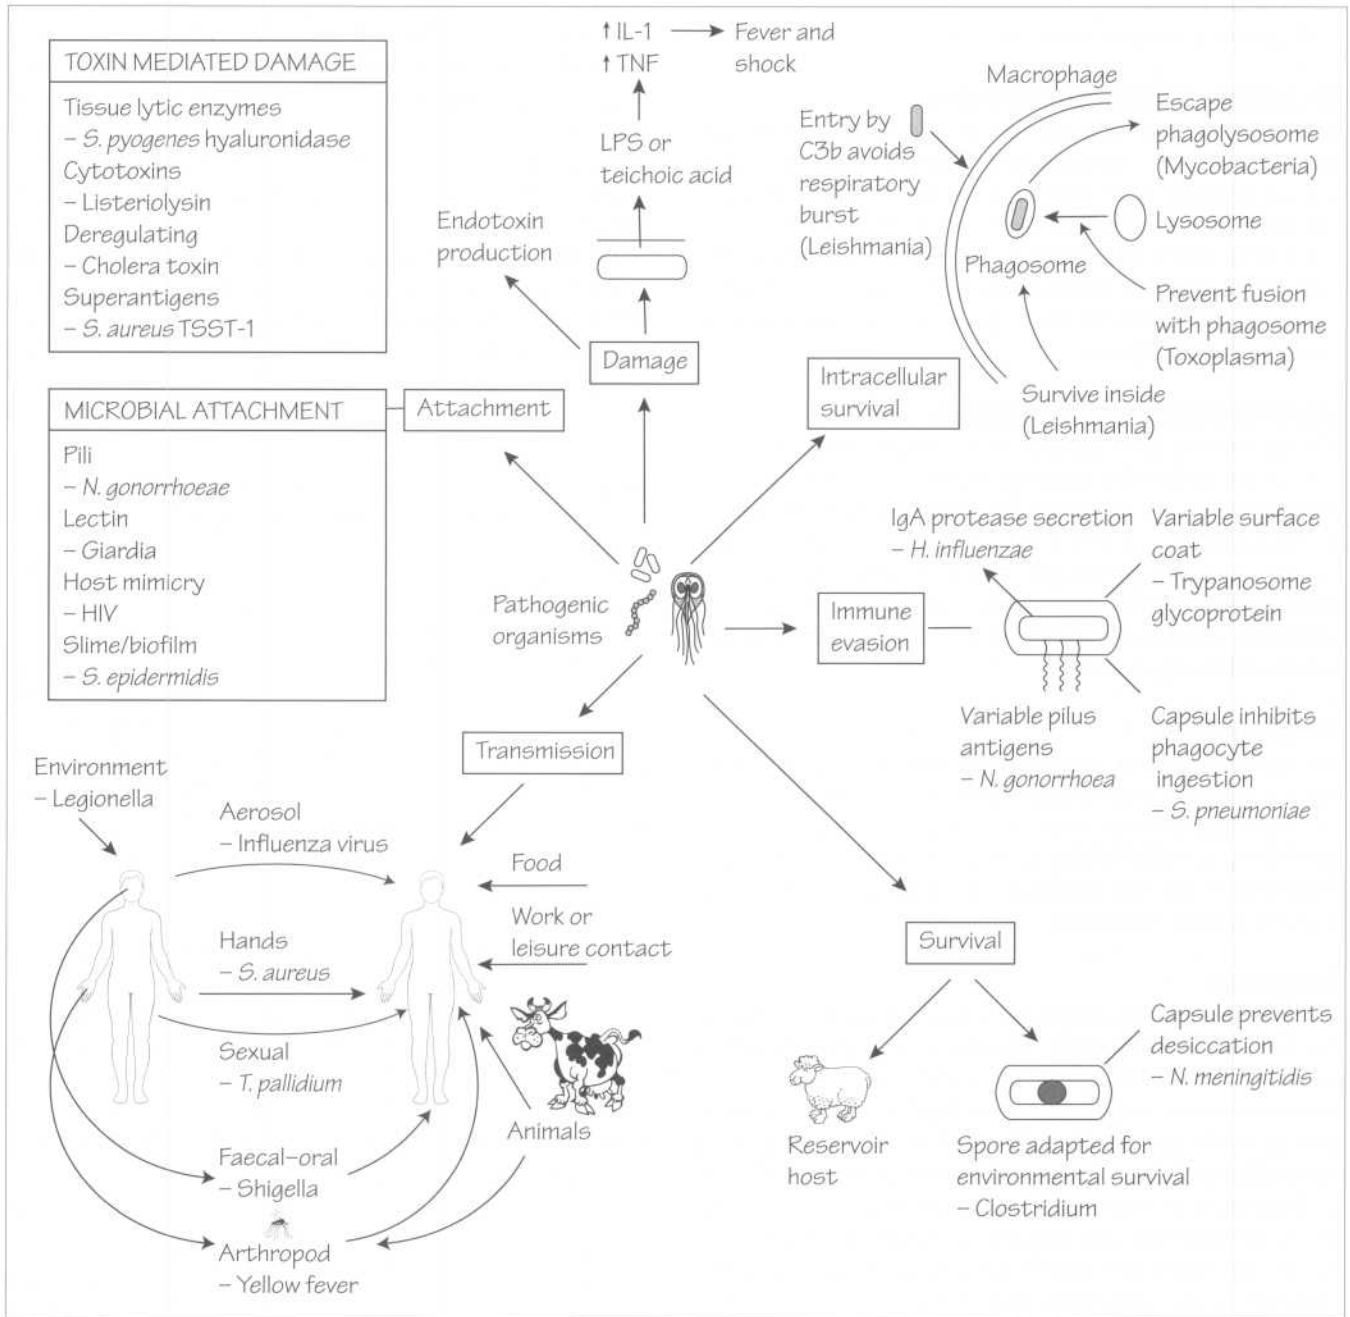 TOXIN MEDIATED DAMAGE
Tissue lytic enzymes
– S. pyogenes hyaluronidase
Cytotoxins
– Listeriolysin
Deregulating
– Cholera toxin
Superantigens
– S. aureus TSST-1
MICROBIAL ATTACHMENT
Pili
– N. gonorrhoeae
Lectin
– Giardia
Host mimicry
– HIV
Slime/biofilm
– S. epidermidis
Attachment
Endotoxin
production
↑ IL-1
↑ TNF
Fever and
shock
LPS or
teichoic acid
Damage
Macrophage
Entry by
C3b avoids
respiratory
burst
(Leishmania)
Escape
phagolysosome
(Mycobacteria)
Lysosome
Phagosome
Prevent fusion
with phagosome
(Toxoplasma)
Survive inside
(Leishmania)
Intracellular
survival
Pathogenic
organisms
Immune
evasion
IgA protease secretion
– H. influenzae
Variable surface
coat
– Trypanosome
glycoprotein
Variable pilus
antigens
– N. gonorrhoea
Capsule inhibits
phagocyte
ingestion
– S. pneumoniae
Transmission
Environment
– Legionella
Aerosol
– Influenza virus
Hands
– S. aureus
Sexual
– T. pallidium
Faecal–oral
– Shigella
Arthropod
– Yellow fever
Food
Work or
leisure contact
Animals
Survival
Reservoir
host
Spore adapted for
environmental survival
– Clostridium
Capsule prevents
desiccation
– N. meningitidis